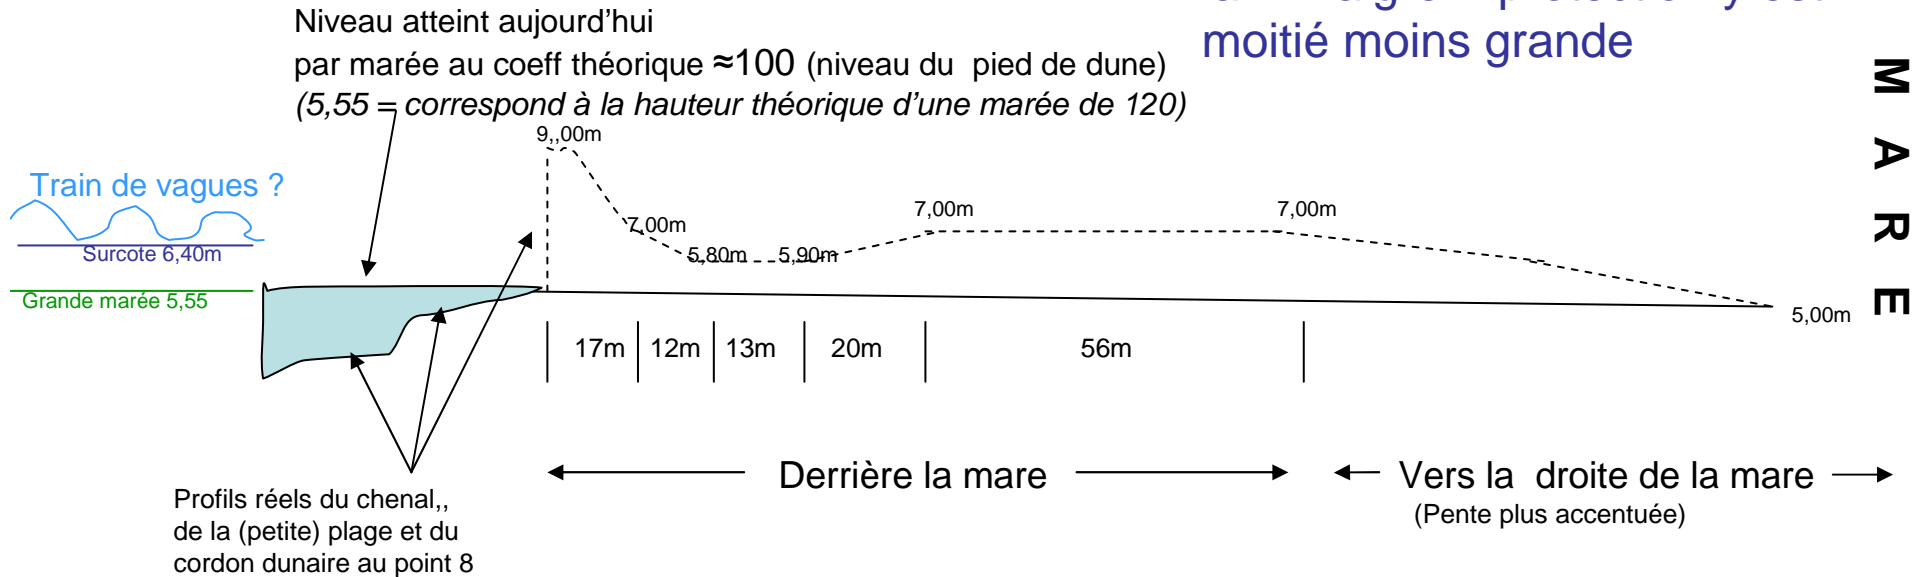 moitié moins grande
Niveau atteint aujourd’hui
par marée au coeff théorique ≈100 (niveau du pied de dune)
(5,55 = correspond à la hauteur théorique d’une marée de 120)
MARE
9,,00m
Train de vagues ?
7,00m
7,00m
7,00m
Surcote 6,40m
5,80m
5,90m
Grande marée 5,55
5,00m
17m
12m
13m
20m
56m
Derrière la mare
Vers la droite de la mare
(Pente plus accentuée)
Profils réels du chenal,,
de la (petite) plage et du
cordon dunaire au point 8